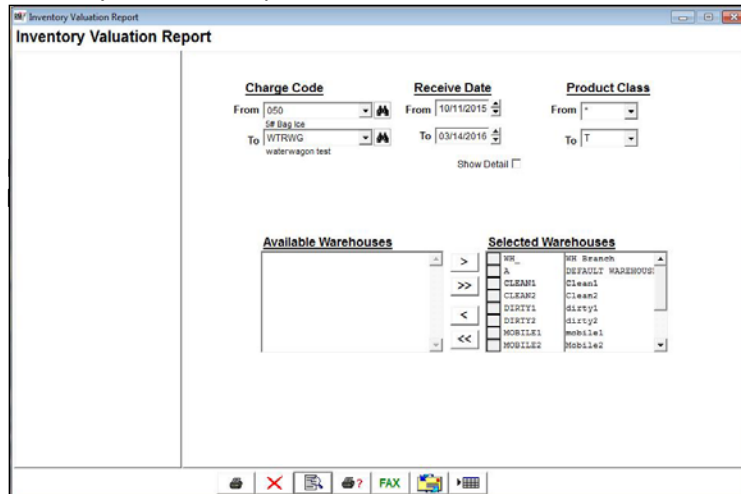 Inventory Valuation Report
Inventory Valuation Report
Charge Code Receive Date Product Class
From 050 From 10/11/2015 From *
5# Bag Ice
To WTRWG To 03/14/2016 To T
waterwagon test
Show Detail
Available Warehouses Selected Warehouses
> WH_ WH Branch
A DEFAULT WAREHOUS
>> CLEAN1 Clean1
CLEAN2 Clean2
< DIRTY1 dirty1
DIRTY2 dirty2
<< MOBILE1 mobile1
MOBILE2 Mobile2
? FAX